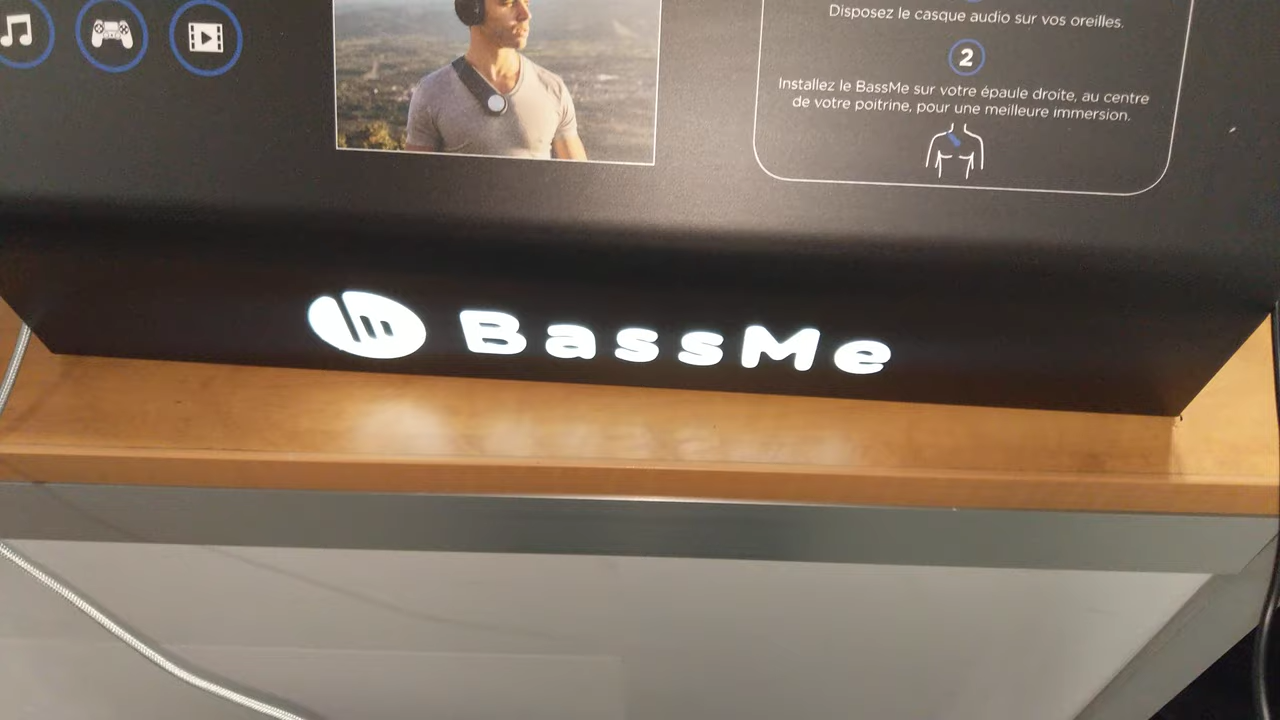 Disposez le casque audio sur vos oreilles.
2
Installez le BassMe sur votre épaule droite, au centre
de votre poitrine, pour une meilleure immersion.
BassMe